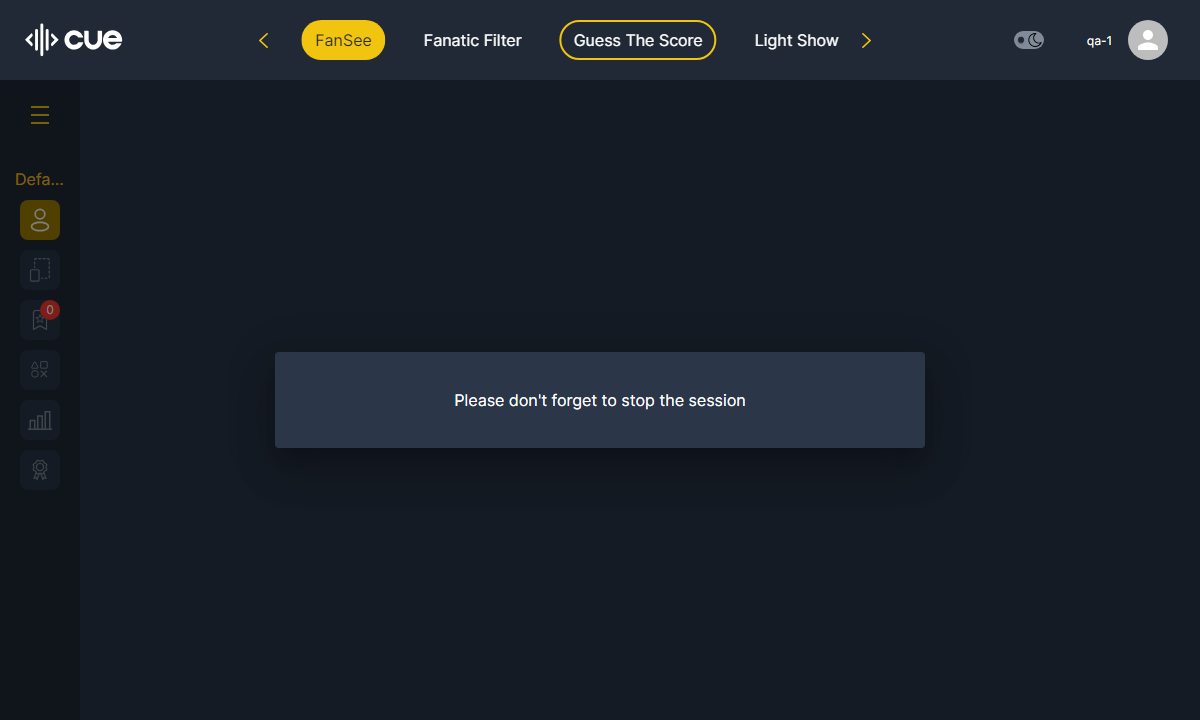 cue
FanSee
Fanatic Filter
Guess The Score
Light Show
qa-1
Defa...
0
Please don't forget to stop the session